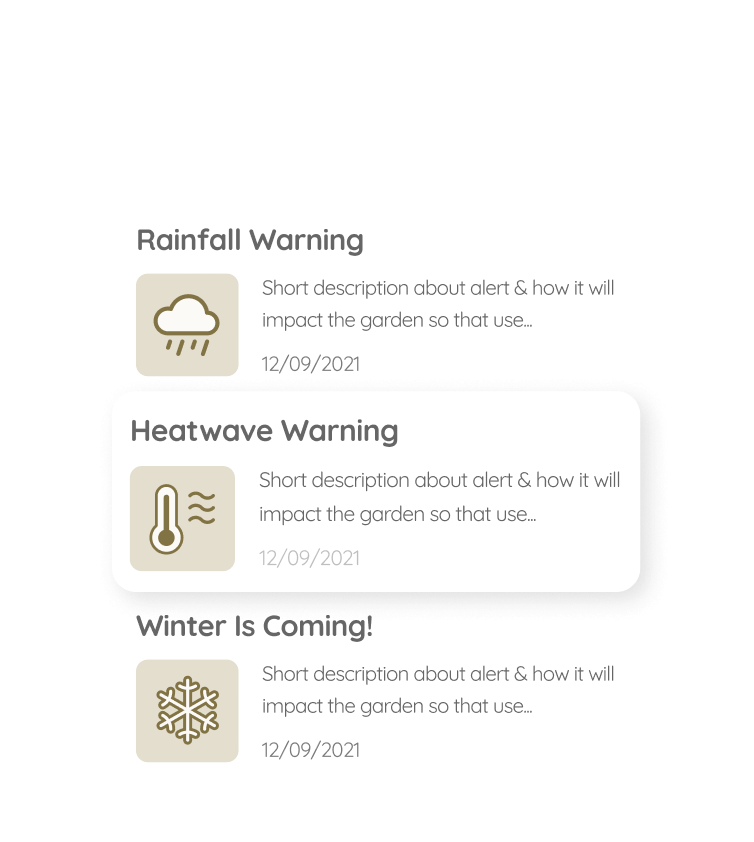 Rainfall Warning
Short description about alert & how it will
impact the garden so that use...
12/09/2021
Heatwave Warning
Short description about alert & how it will
impact the garden so that use...
12/09/2021
Winter Is Coming!
Short description about alert & how it will
impact the garden so that use...
12/09/2021